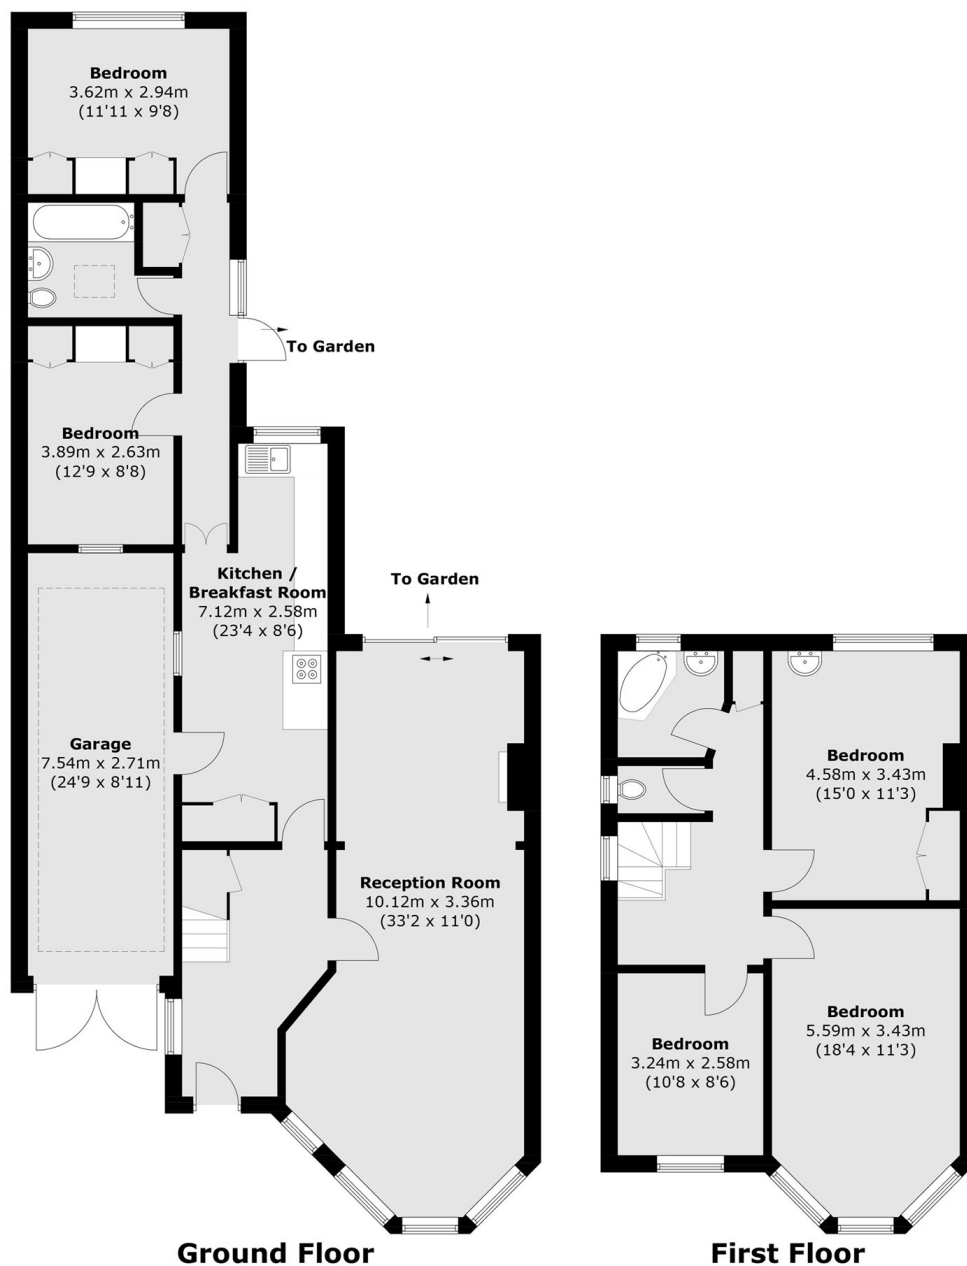 Bedroom
3.62m x 2.94m
(11'11 x 9'8)
To Garden
Bedroom
3.89m x 2.63m
(12'9 x 8'8)
Kitchen /
Breakfast Room
7.12m x 2.58m
(23'4 x 8'6)
To Garden
Garage
7.54m x 2.71m
(24'9 x 8'11)
Reception Room
10.12m x 3.36m
(33'2 x 11'0)
Ground Floor
Bedroom
4.58m x 3.43m
(15'0 x 11'3)
Bedroom
5.59m x 3.43m
(18'4 x 11'3)
Bedroom
3.24m x 2.58m
(10'8 x 8'6)
First Floor